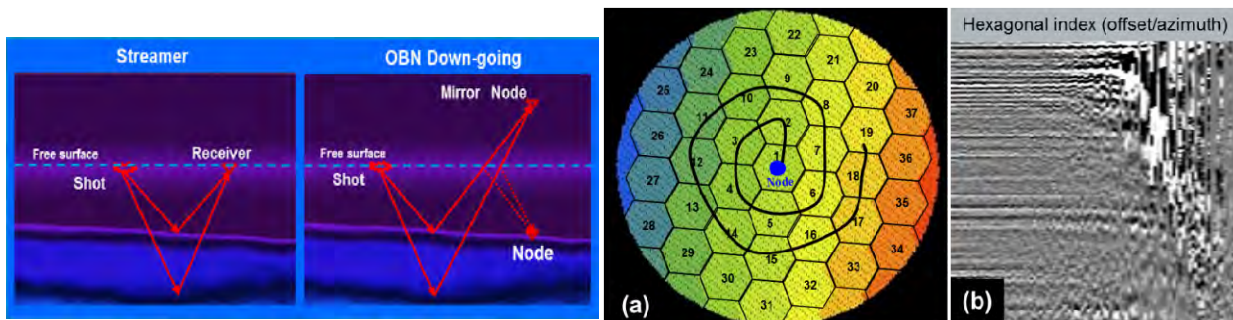 Streamer
Free surface
Receiver
Shot
OBN Down-going
Mirror Node
Free surface
Shot
Node
22
23
21
24
9
20
25
10
8
37
11
2
19
26
3
7
1
12
36
18
27
Node
4
6
35
13
17
5
28
14
16
34
29
15
33
30
32
31
(a)
Hexagonal index (offset/azimuth)
(b)